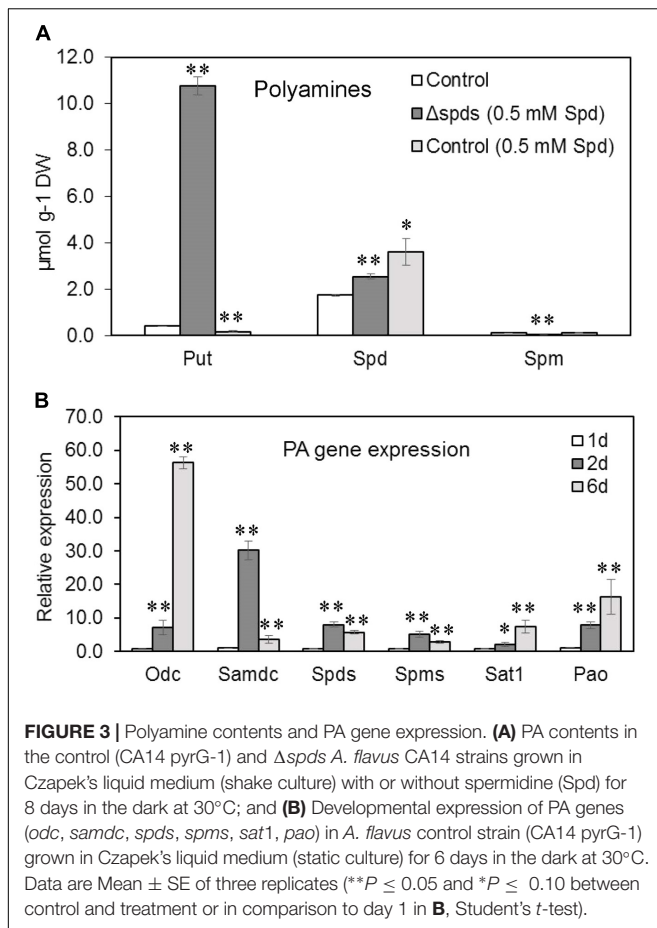 A
Polyamines
Control
Δspds (0.5 mM Spd)
Control (0.5 mM Spd)
µmol g-1 DW
12.0
10.0
8.0
6.0
4.0
2.0
0.0
**
**
**
*
**
Put Spd Spm
B
PA gene expression
1d
2d
6d
Relative expression
70.0
60.0
50.0
40.0
30.0
20.0
10.0
0.0
**
**
**
**
**
**
**
**
*
**
**
**
Odc Samdc Spds Spms Sat1 Pao
FIGURE 3 | Polyamine contents and PA gene expression. (A) PA contents in
the control (CA14 pyrG-1) and Δspds A. flavus CA14 strains grown in
Czapek's liquid medium (shake culture) with or without spermidine (Spd) for
8 days in the dark at 30°C; and (B) Developmental expression of PA genes
(odc, samdc, spds, spms, sat1, pao) in A. flavus control strain (CA14 pyrG-1)
grown in Czapek's liquid medium (static culture) for 6 days in the dark at 30°C.
Data are Mean ± SE of three replicates (**P ≤ 0.05 and *P ≤ 0.10 between
control and treatment or in comparison to day 1 in B, Student's t-test).